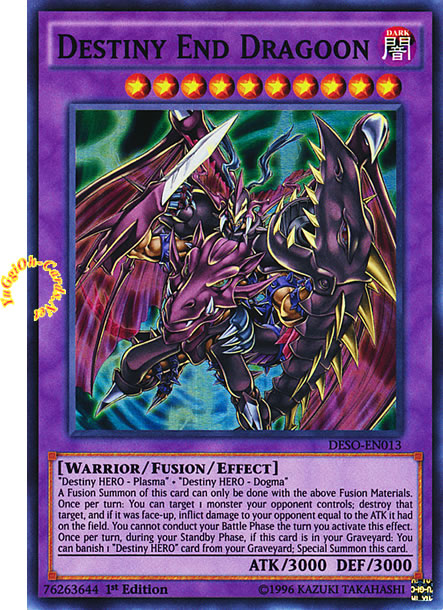 DESTINY END DRAGOON
DARK
闇
YuGiOh-Cards.Net
DESO-EN013
[WARRIOR/FUSION/EFFECT]
"Destiny HERO - Plasma" + "Destiny HERO - Dogma"
A Fusion Summon of this card can only be done with the above Fusion Materials.
Once per turn: You can target 1 monster your opponent controls; destroy that
target, and if it was face-up, inflict damage to your opponent equal to the ATK it had
on the field. You cannot conduct your Battle Phase the turn you activate this effect.
Once per turn, during your Standby Phase, if this card is in your Graveyard: You
can banish 1 "Destiny HERO" card from your Graveyard; Special Summon this card.
ATK/3000 DEF/3000
76263644 1st Edition ©1996 KAZUKI TAKAHASHI